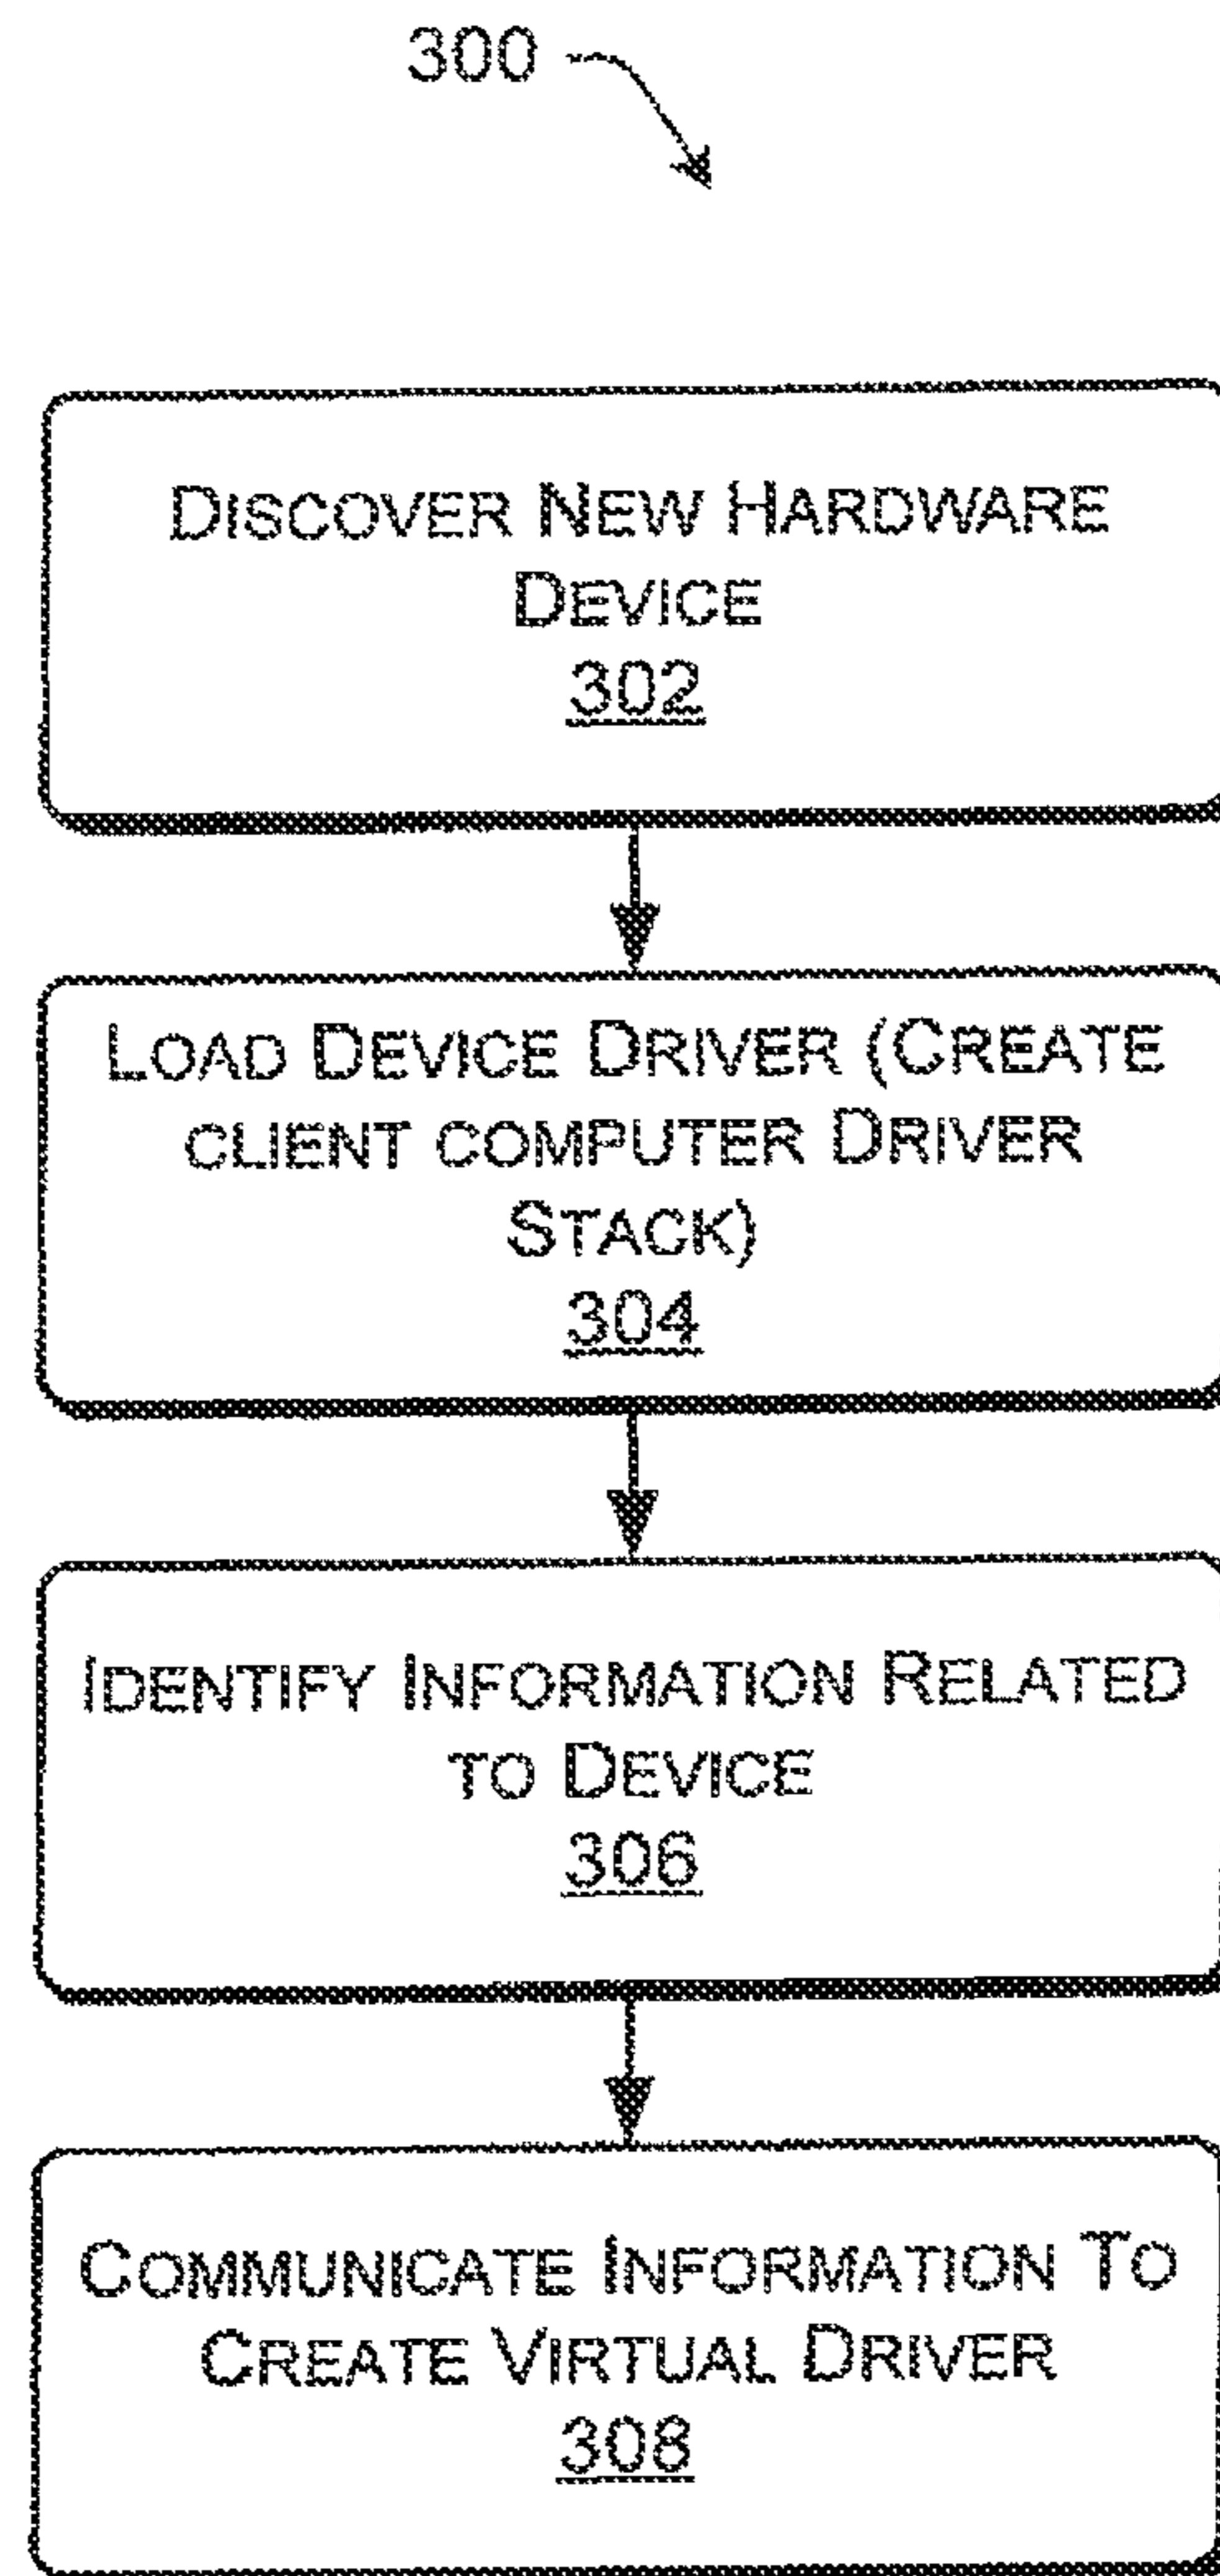 300
DISCOVER NEW HARDWARE
DEVICE
302
LOAD DEVICE DRIVER (CREATE
CLIENT COMPUTER DRIVER
STACK)
304
IDENTIFY INFORMATION RELATED
TO DEVICE
306
COMMUNICATE INFORMATION TO
CREATE VIRTUAL DRIVER
308